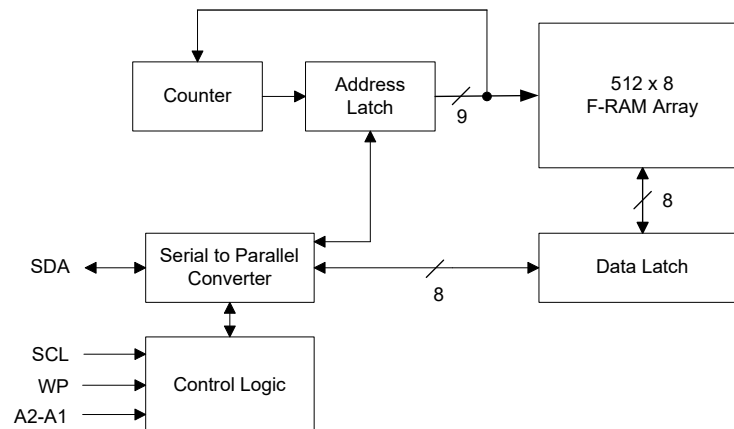 Counter
Address
Latch
9
512 x 8
F-RAM Array
8
SDA
Serial to Parallel
Converter
8
Data Latch
SCL
WP
A2-A1
Control Logic